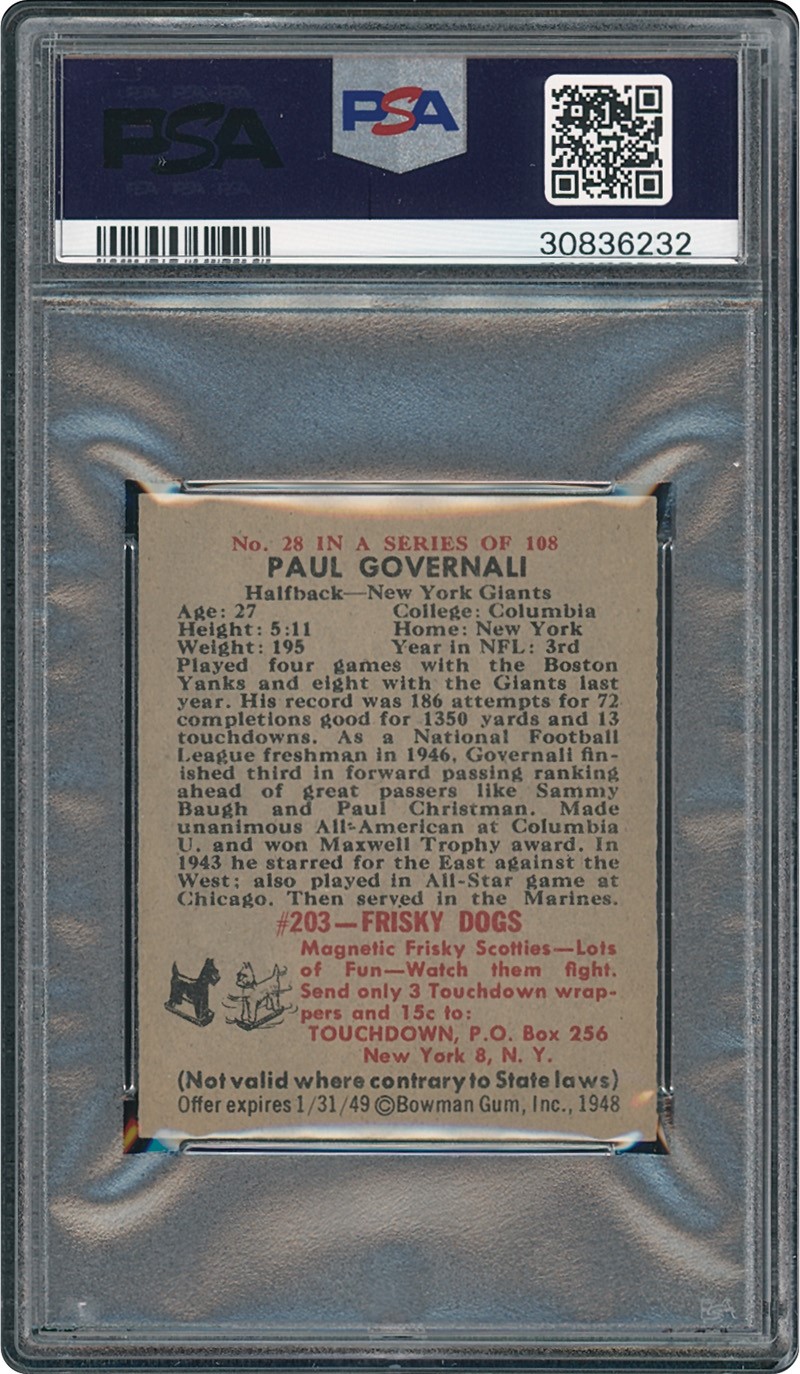 PSA
PSA
30836232
No. 28 IN A SERIES OF 108
PAUL GOVERNALI
Halfback—New York Giants
Age: 27 College: Columbia
Height: 5:11 Home: New York
Weight: 195 Year in NFL: 3rd
Played four games with the Boston
Yanks and eight with the Giants last
year. His record was 186 attempts for 72
completions good for 1350 yards and 13
touchdowns. As a National Football
League freshman in 1946, Governali fin-
ished third in forward passing ranking
ahead of great passers like Sammy
Baugh and Paul Christman. Made
unanimous All-American at Columbia
U. and won Maxwell Trophy award. In
1943 he starred for the East against the
West; also played in All-Star game at
Chicago. Then served in the Marines.
#203—FRISKY DOGS
Magnetic Frisky Scotties—Lots
of Fun—Watch them fight.
Send only 3 Touchdown wrap-
pers and 15c to:
TOUCHDOWN, P.O. Box 256
New York 8, N. Y.
(Not valid where contrary to State laws)
Offer expires 1/31/49 ©Bowman Gum, Inc., 1948
PSA